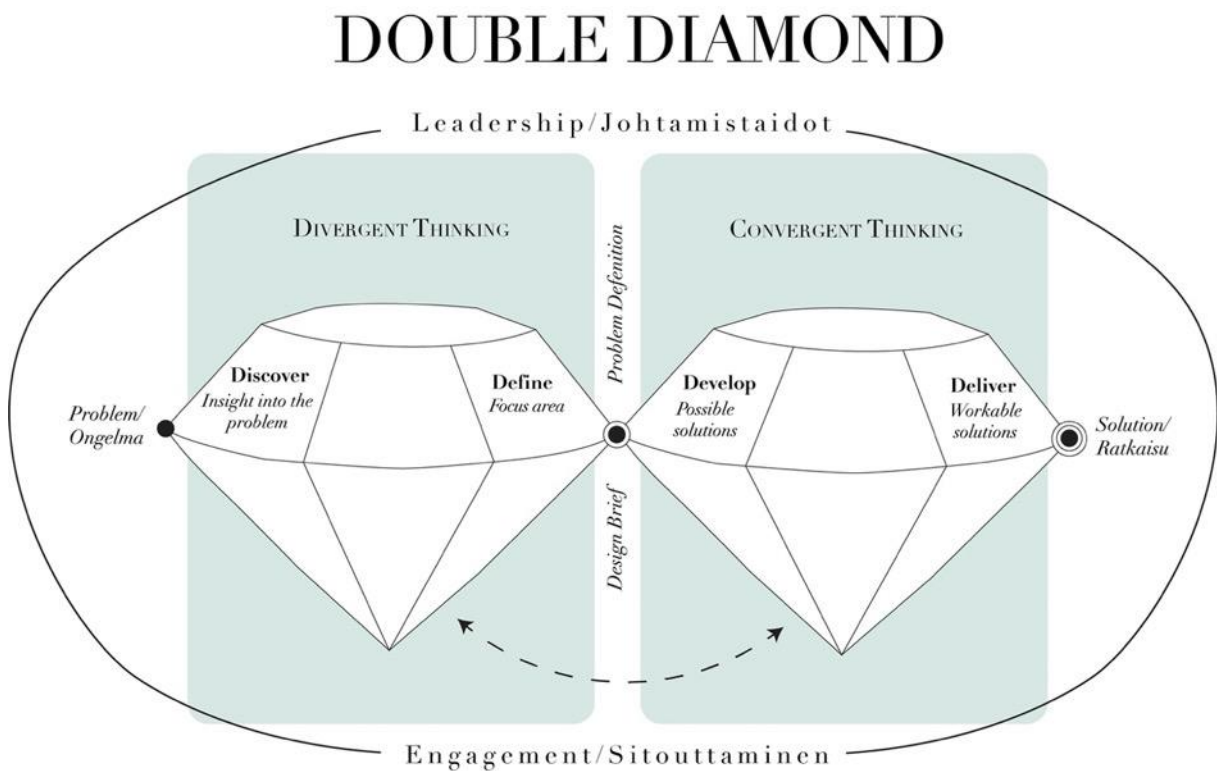 DOUBLE DIAMOND
Leadership/Johtamistaidot
DIVERGENT THINKING
CONVERGENT THINKING
Problem Defenition
Discover
Insight into the
problem
Define
Focus area
Develop
Possible
solutions
Deliver
Workable
solutions
Problem/
Ongelma
Solution/
Ratkaisu
Design Brief
Engagement/Sitouttaminen